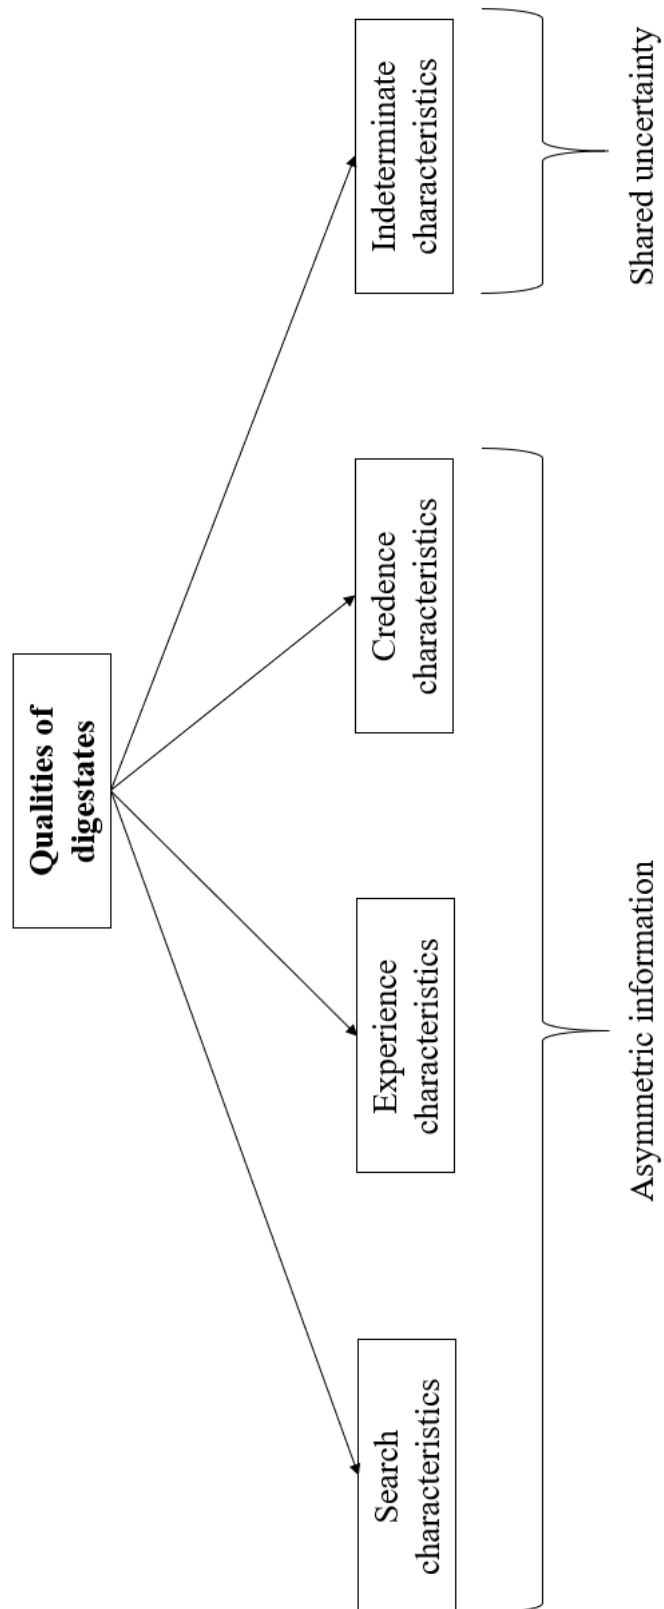 Qualities of
digestates
Search
characteristics
Experience
characteristics
Credence
characteristics
Indeterminate
characteristics
Asymmetric information
Shared uncertainty